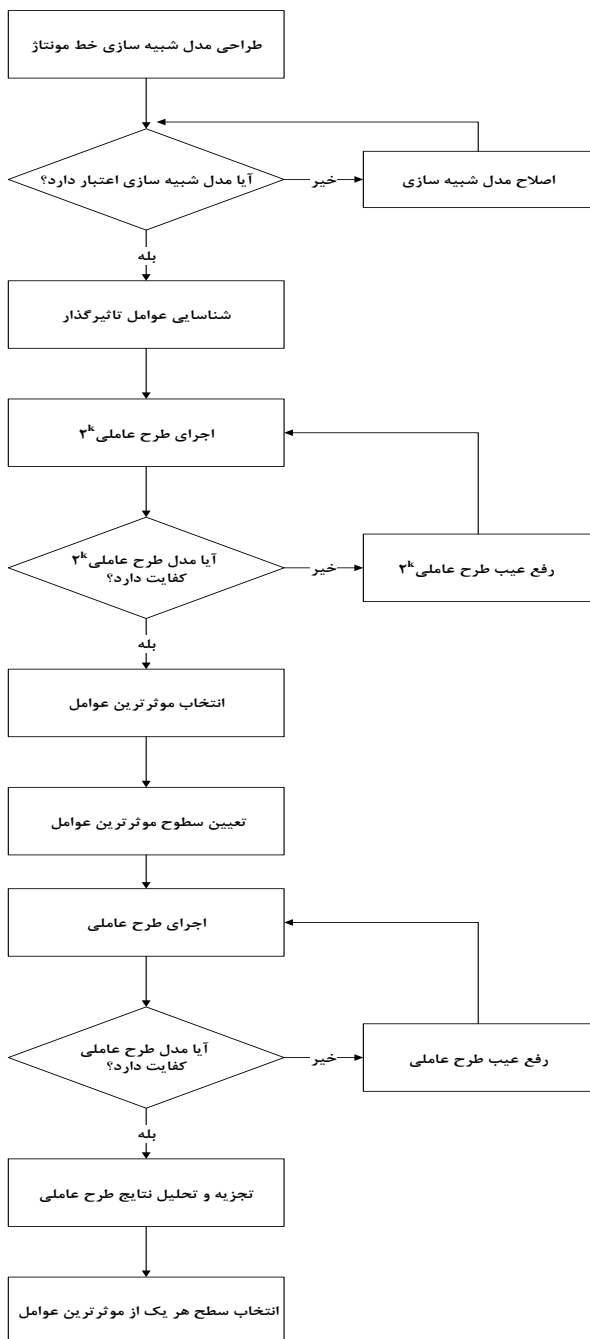 طراحی مدل شبیه سازی خط مونتاژ
آیا مدل شبیه سازی اعتبار دارد؟
خیر
اصلاح مدل شبیه سازی
بله
شناسایی عوامل تاثیرگذار
اجرای طرح عاملی ۲ᵏ
آیا مدل طرح عاملی ۲ᵏ
کفایت دارد؟
خیر
رفع عیب طرح عاملی ۲ᵏ
بله
انتخاب موثرترین عوامل
تعیین سطوح موثرترین عوامل
اجرای طرح عاملی
آیا مدل طرح عاملی
کفایت دارد؟
خیر
رفع عیب طرح عاملی
بله
تجزیه و تحلیل نتایج طرح عاملی
انتخاب سطح هر یک از موثرترین عوامل